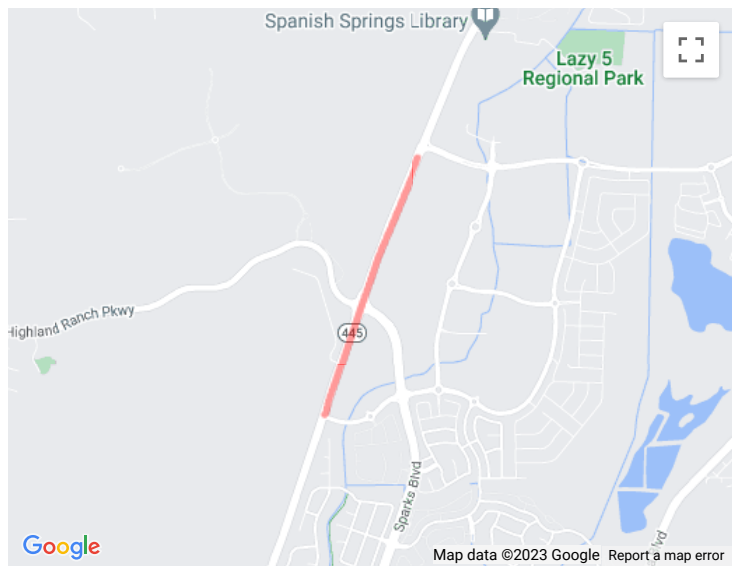 Spanish Springs Library
Lazy 5
Regional Park
Highland Ranch Pkwy
445
Sparks Blvd
lvd
Google
Map data ©2023 Google
Report a map error